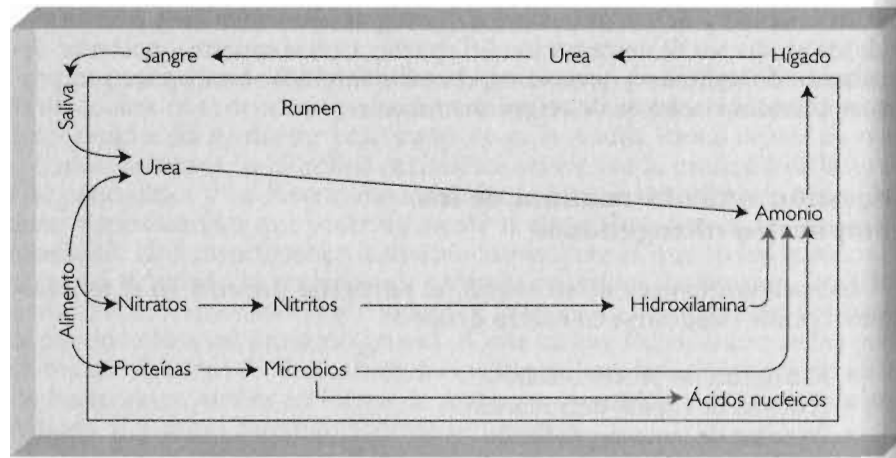 Sangre Urea Hígado
Saliva
Rumen
Urea
Amonio
Alimento
Nitratos Nitritos Hidroxilamina
Proteínas Microbios
Ácidos nucleicos